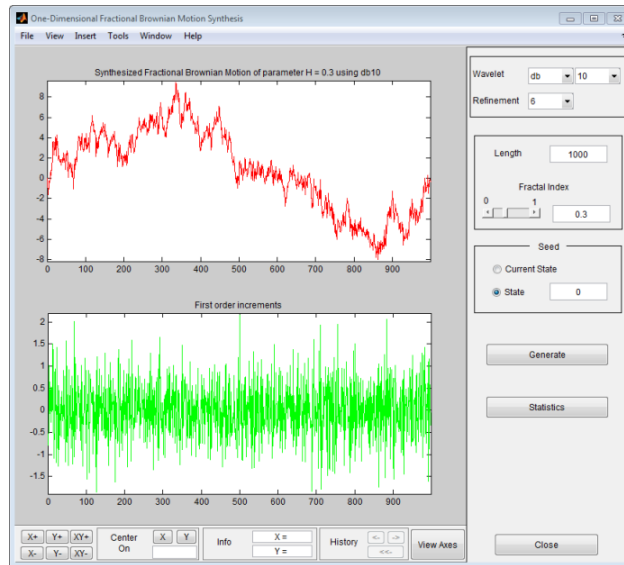 One-Dimensional Fractional Brownian Motion Synthesis
File View Insert Tools Window Help
Synthesized Fractional Brownian Motion of parameter H = 0.3 using db10
8
6
4
2
0
-2
-4
-6
-8
0 100 200 300 400 500 600 700 800 900
First order increments
2
1.5
1
0.5
0
-0.5
-1
-1.5
0 100 200 300 400 500 600 700 800 900
Wavelet db 10
Refinement 6
Length 1000
Fractal Index
0 1
0.3
Seed
Current State
State 0
Generate
Statistics
X+ Y+ XY+
X- Y- XY-
Center
On
X Y
Info
X =
Y =
History
<- ->
<<-
View Axes
Close